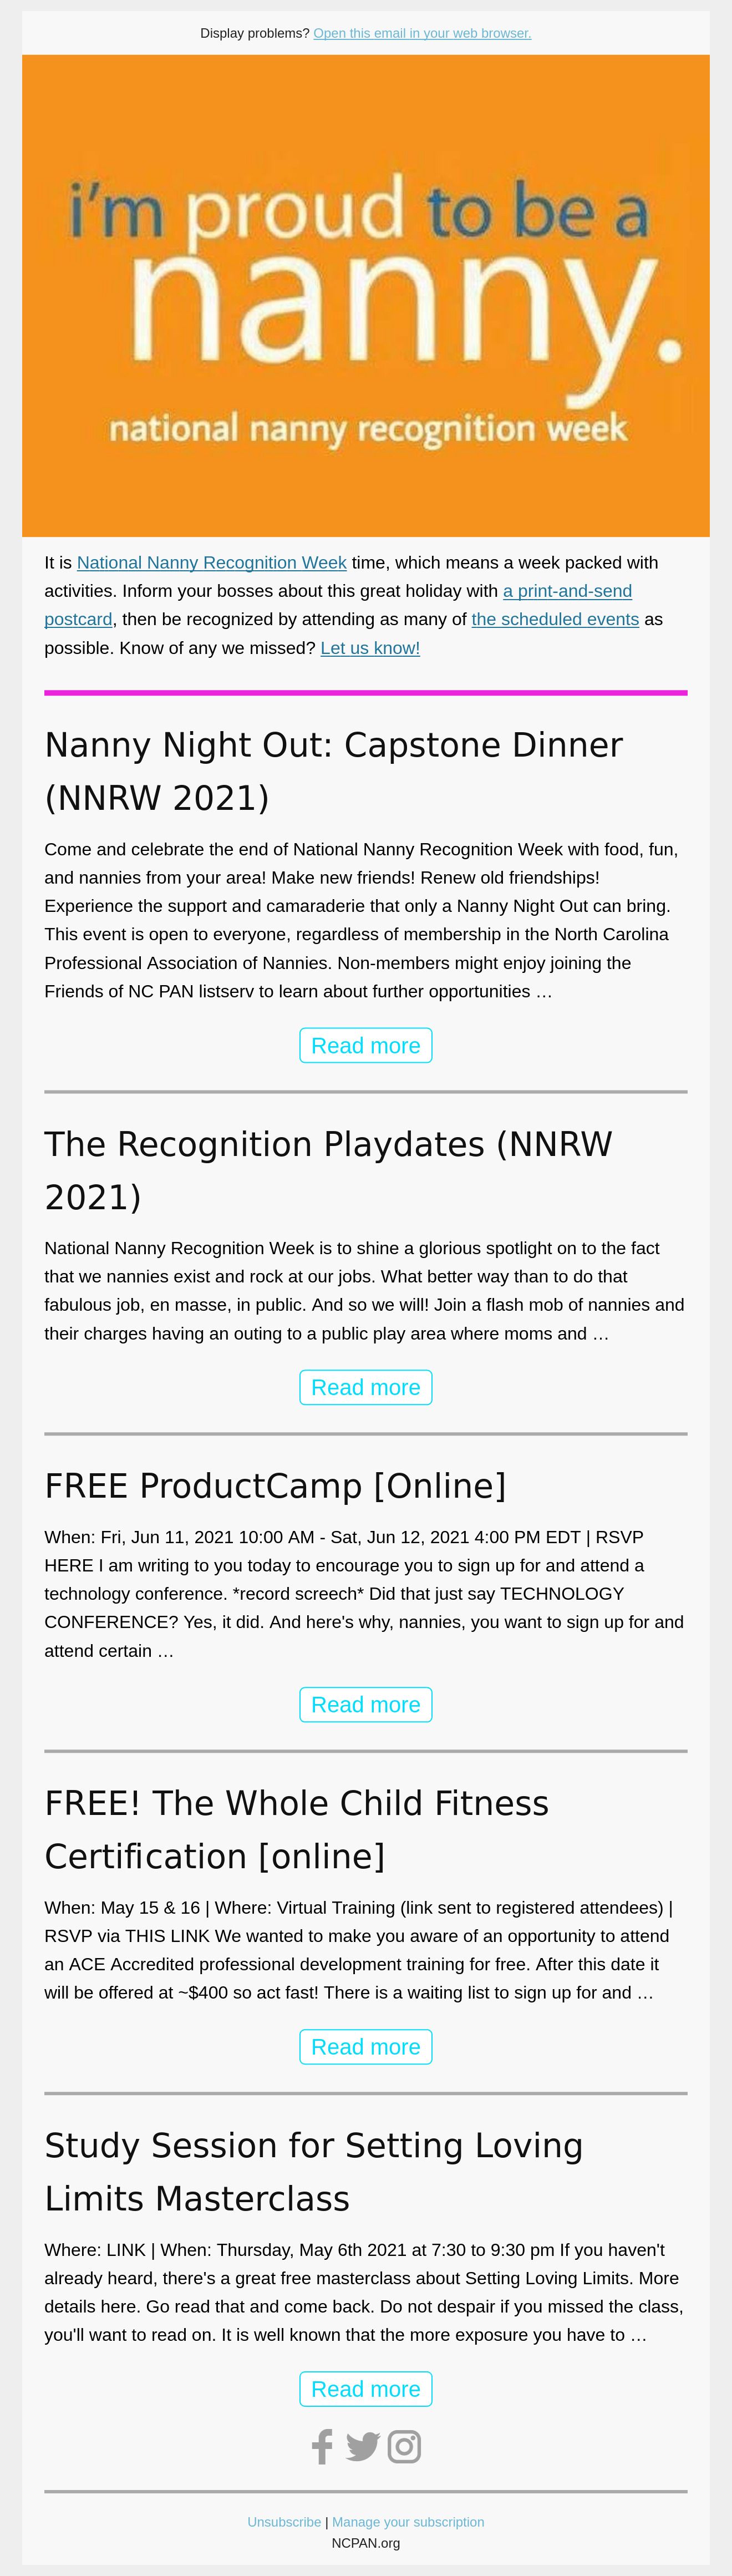 Display problems? Open this email in your web browser.
i'm proud to be a
nanny.
national nanny recognition week
It is National Nanny Recognition Week time, which means a week packed with
activities. Inform your bosses about this great holiday with a print-and-send
postcard, then be recognized by attending as many of the scheduled events as
possible. Know of any we missed? Let us know!
Nanny Night Out: Capstone Dinner
(NNRW 2021)
Come and celebrate the end of National Nanny Recognition Week with food, fun,
and nannies from your area! Make new friends! Renew old friendships!
Experience the support and camaraderie that only a Nanny Night Out can bring.
This event is open to everyone, regardless of membership in the North Carolina
Professional Association of Nannies. Non-members might enjoy joining the
Friends of NC PAN listserv to learn about further opportunities …
Read more
The Recognition Playdates (NNRW
2021)
National Nanny Recognition Week is to shine a glorious spotlight on to the fact
that we nannies exist and rock at our jobs. What better way than to do that
fabulous job, en masse, in public. And so we will! Join a flash mob of nannies and
their charges having an outing to a public play area where moms and …
Read more
FREE ProductCamp [Online]
When: Fri, Jun 11, 2021 10:00 AM - Sat, Jun 12, 2021 4:00 PM EDT | RSVP
HERE I am writing to you today to encourage you to sign up for and attend a
technology conference. *record screech* Did that just say TECHNOLOGY
CONFERENCE? Yes, it did. And here's why, nannies, you want to sign up for and
attend certain …
Read more
FREE! The Whole Child Fitness
Certification [online]
When: May 15 & 16 | Where: Virtual Training (link sent to registered attendees) |
RSVP via THIS LINK We wanted to make you aware of an opportunity to attend
an ACE Accredited professional development training for free. After this date it
will be offered at ~$400 so act fast! There is a waiting list to sign up for and …
Read more
Study Session for Setting Loving
Limits Masterclass
Where: LINK | When: Thursday, May 6th 2021 at 7:30 to 9:30 pm If you haven't
already heard, there's a great free masterclass about Setting Loving Limits. More
details here. Go read that and come back. Do not despair if you missed the class,
you'll want to read on. It is well known that the more exposure you have to …
Read more
Unsubscribe | Manage your subscription
NCPAN.org